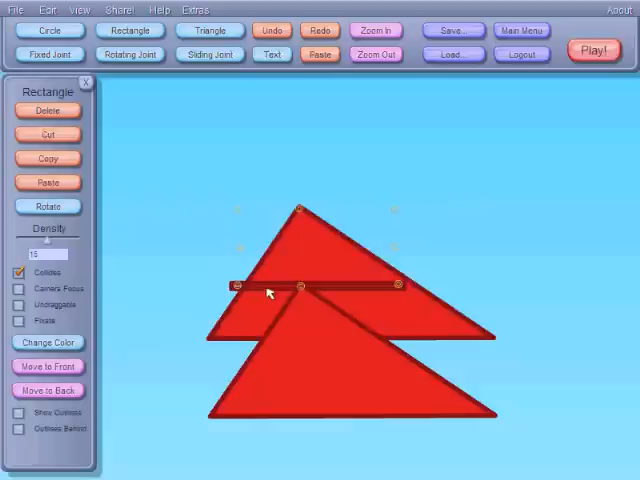 File Edit View Share! Help Extras About
Circle Rectangle Triangle Undo Redo Zoom In Save... Main Menu
Fixed Joint Rotating Joint Sliding Joint Text Paste Zoom Out Load... Logout
Play!
X
Rectangle
Delete
Cut
Copy
Paste
Rotate
Density
15
Collides
Camera Focus
Undraggable
Fixate
Change Color
Move to Front
Move to Back
Show Outlines
Outlines Behind